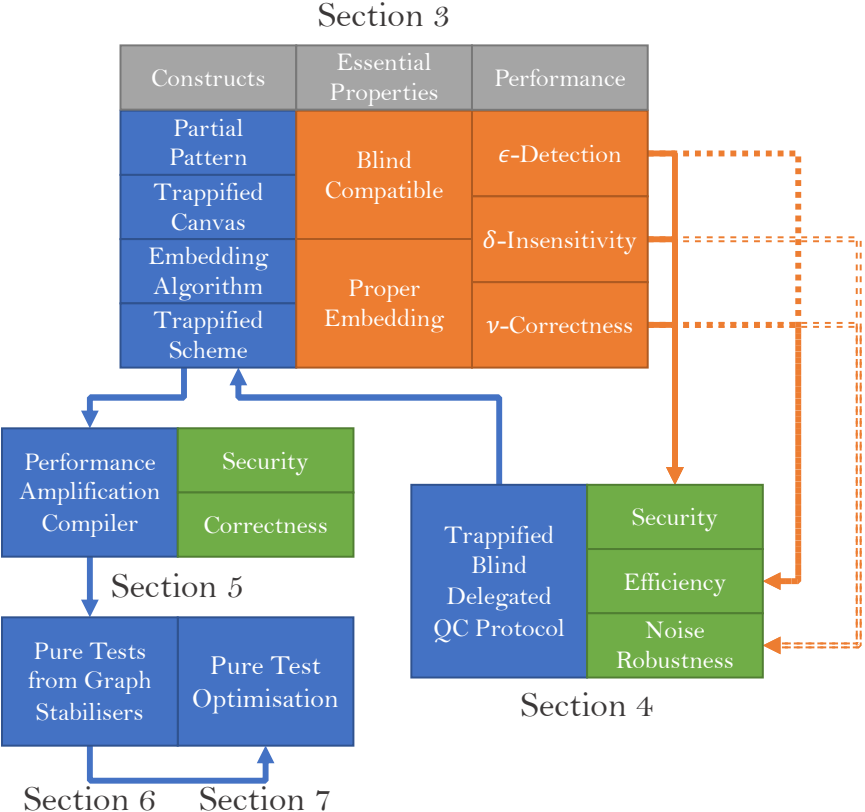 Section 3
Constructs
Essential
Properties
Performance
Partial
Pattern
Trappified
Canvas
Embedding
Algorithm
Trappified
Scheme
Blind
Compatible
Proper
Embedding
ϵ-Detection
δ-Insensitivity
ν-Correctness
Performance
Amplification
Compiler
Security
Correctness
Section 5
Trappified
Blind
Delegated
QC Protocol
Security
Efficiency
Noise
Robustness
Section 4
Pure Tests
from Graph
Stabilisers
Pure Test
Optimisation
Section 6
Section 7